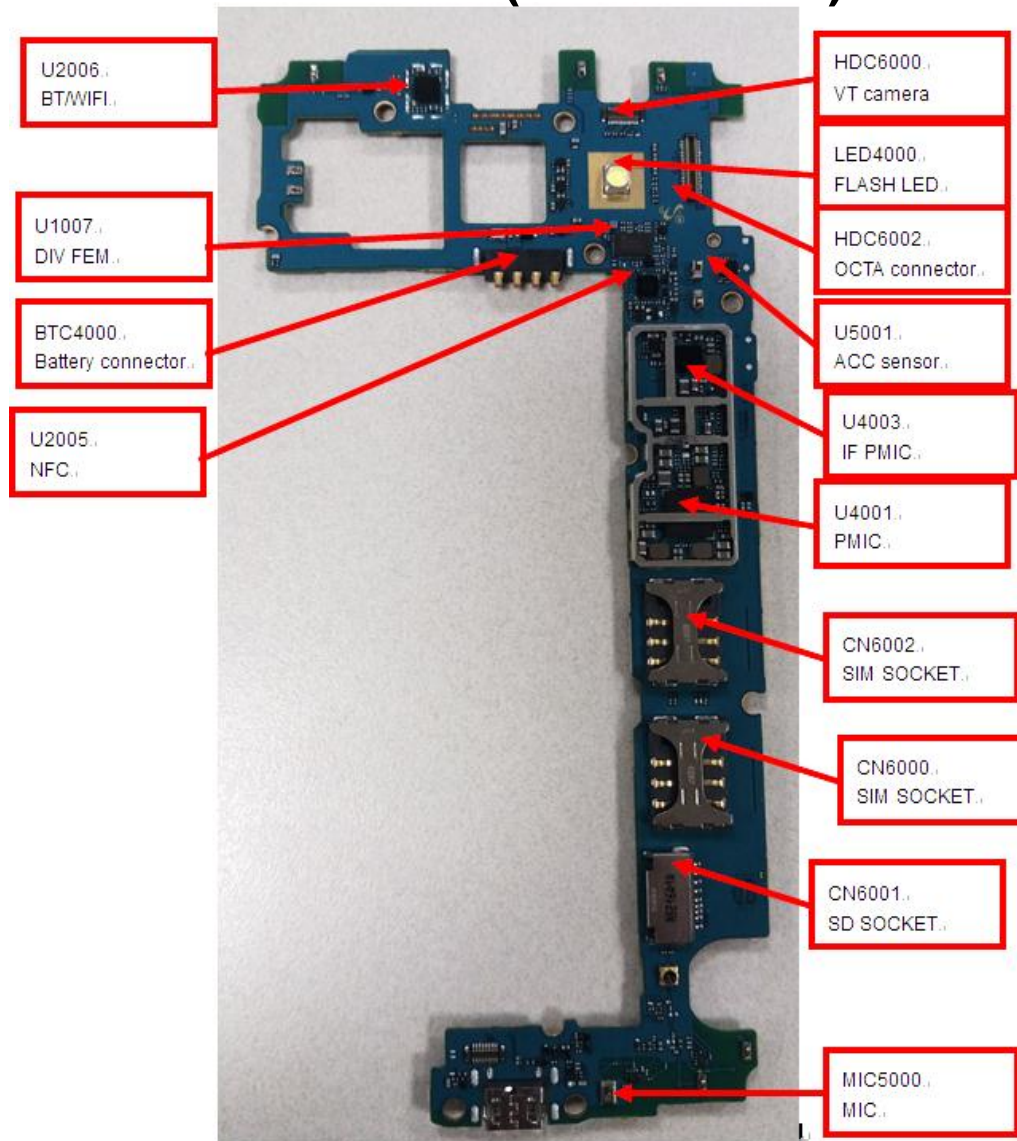 U2006.
BT/WIFI.
U1007.
DIV FEM.
BTC4000.
Battery connector.
U2005.
NFC.
HDC6000.
VT camera
LED4000.
FLASH LED.
HDC6002.
OCTA connector.
U5001.
ACC sensor.
U4003.
IF PMIC.
U4001.
PMIC.
CN6002.
SIM SOCKET.
CN6000.
SIM SOCKET.
CN6001.
SD SOCKET.
MIC5000.
MIC.